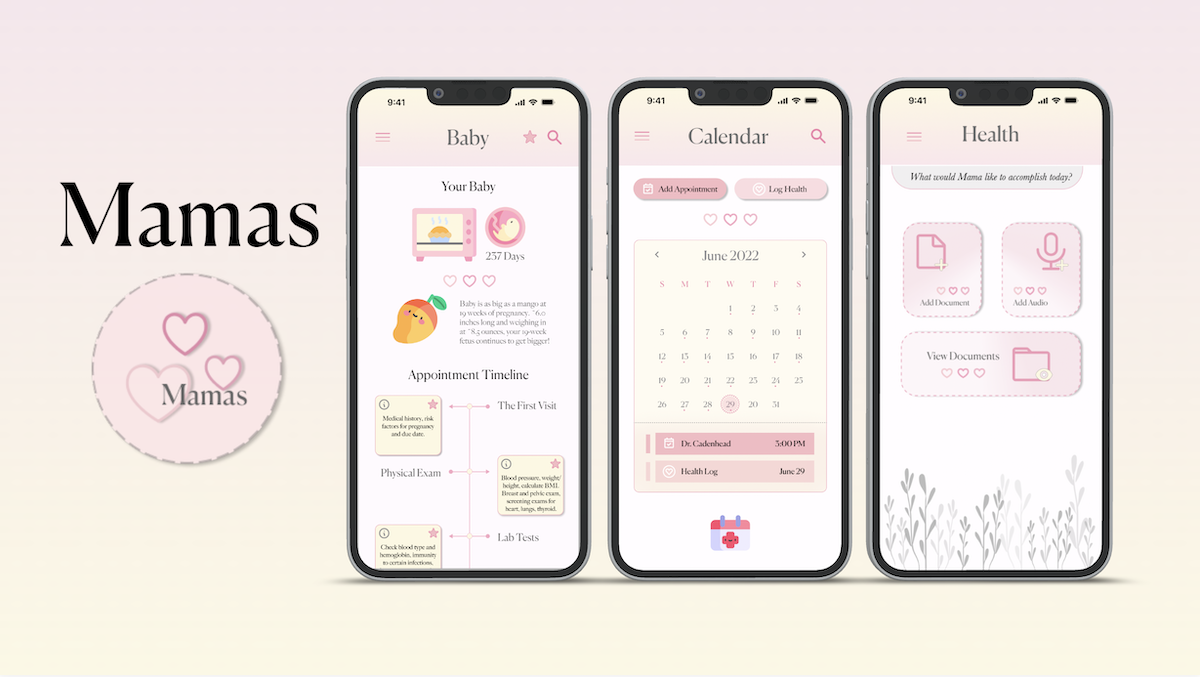 Mamas
Mamas
9:41
Baby
Your Baby
237 Days
Baby is as big as a mango at
19 weeks of pregnancy. ~6.0
inches long and weighing in
at ~8.5 ounces, your 19-week
fetus continues to get bigger!
Appointment Timeline
Medical history, risk
factors for pregnancy
and due date.
The First Visit
Physical Exam
Blood pressure, weight/
height, calculate BMI.
Breast and pelvic exam,
screening exams for
heart, lungs, thyroid.
Check blood type and
hemoglobin, immunity
to certain infections,
Lab Tests
9:41
Calendar
Add Appointment
Log Health
June 2022
S M T W T F S
1 2 3 4
5 6 7 8 9 10 11
12 13 14 15 16 17 18
19 20 21 22 23 24 25
26 27 28 29 30 31
Dr. Cadenhead 3:00 PM
Health Log June 29
9:41
Health
What would Mama like to accomplish today?
Add Document
Add Audio
View Documents